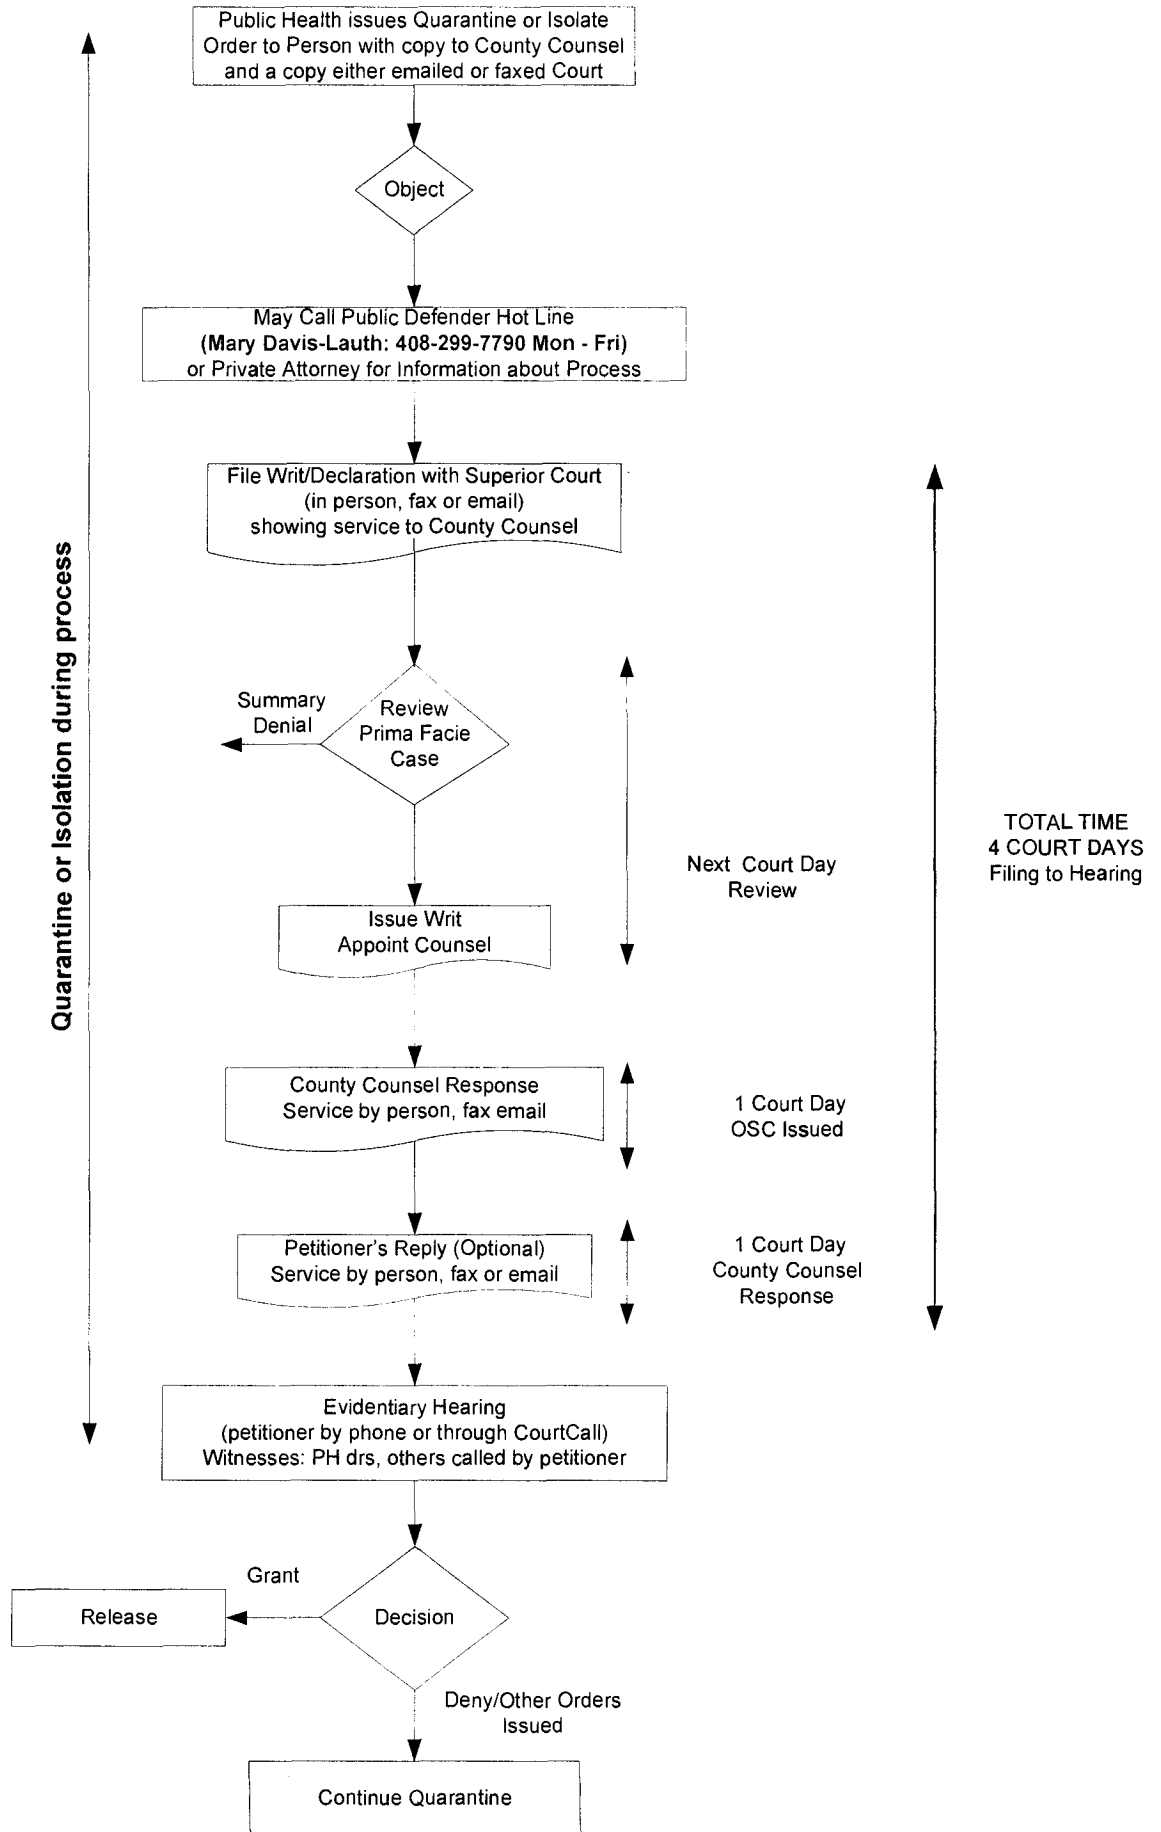 Public Health issues Quarantine or Isolate
Order to Person with copy to County Counsel
and a copy either emailed or faxed Court
Object
May Call Public Defender Hot Line
(Mary Davis-Lauth: 408-299-7790 Mon - Fri)
or Private Attorney for Information about Process
File Writ/Declaration with Superior Court
(in person, fax or email)
showing service to County Counsel
Quarantine or Isolation during process
Summary
Denial
Review
Prima Facie
Case
TOTAL TIME
4 COURT DAYS
Filing to Hearing
Next Court Day
Review
Issue Writ
Appoint Counsel
County Counsel Response
Service by person, fax email
1 Court Day
OSC Issued
Petitioner's Reply (Optional)
Service by person, fax or email
1 Court Day
County Counsel
Response
Evidentiary Hearing
(petitioner by phone or through CourtCall)
Witnesses: PH drs, others called by petitioner
Grant
Release
Decision
Deny/Other Orders
Issued
Continue Quarantine